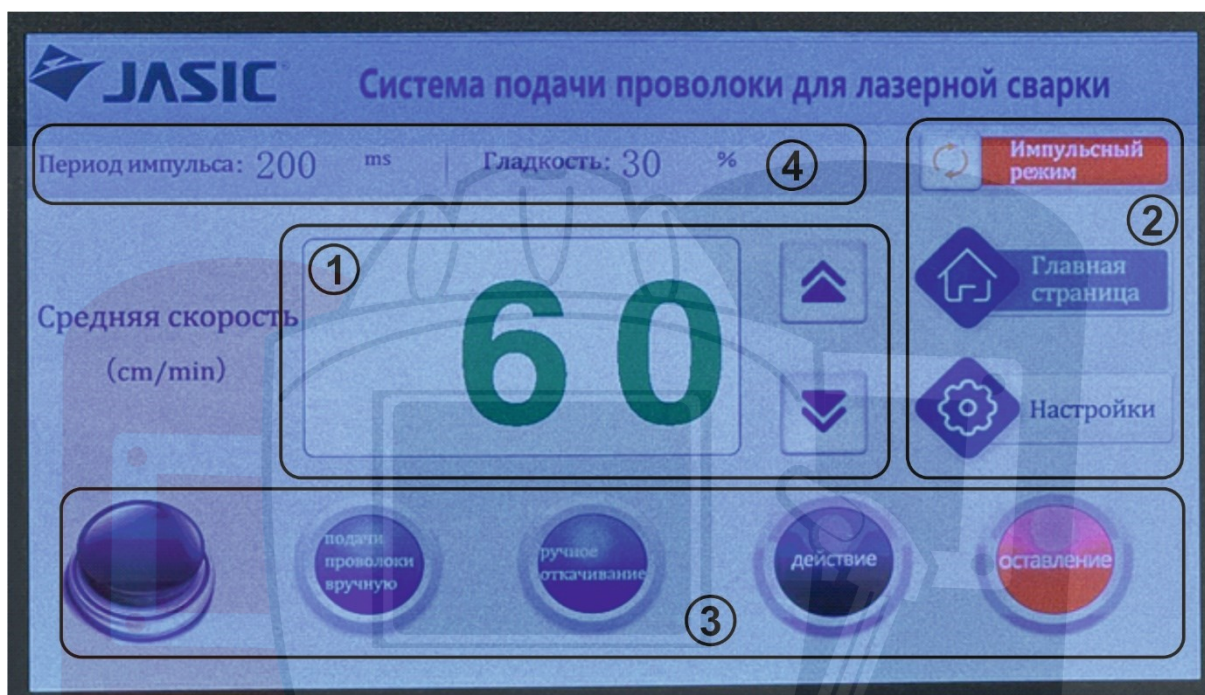 JASIC
Система подачи проволоки для лазерной сварки
Период импульса: 200 ms
Гладкость: 30 %
4
Импульсный
режим
2
1
60
Средняя скорость
(cm/min)
Главная
страница
Настройки
подачи
проволоки
вручную
ручное
откачивание
действие
оставление
3